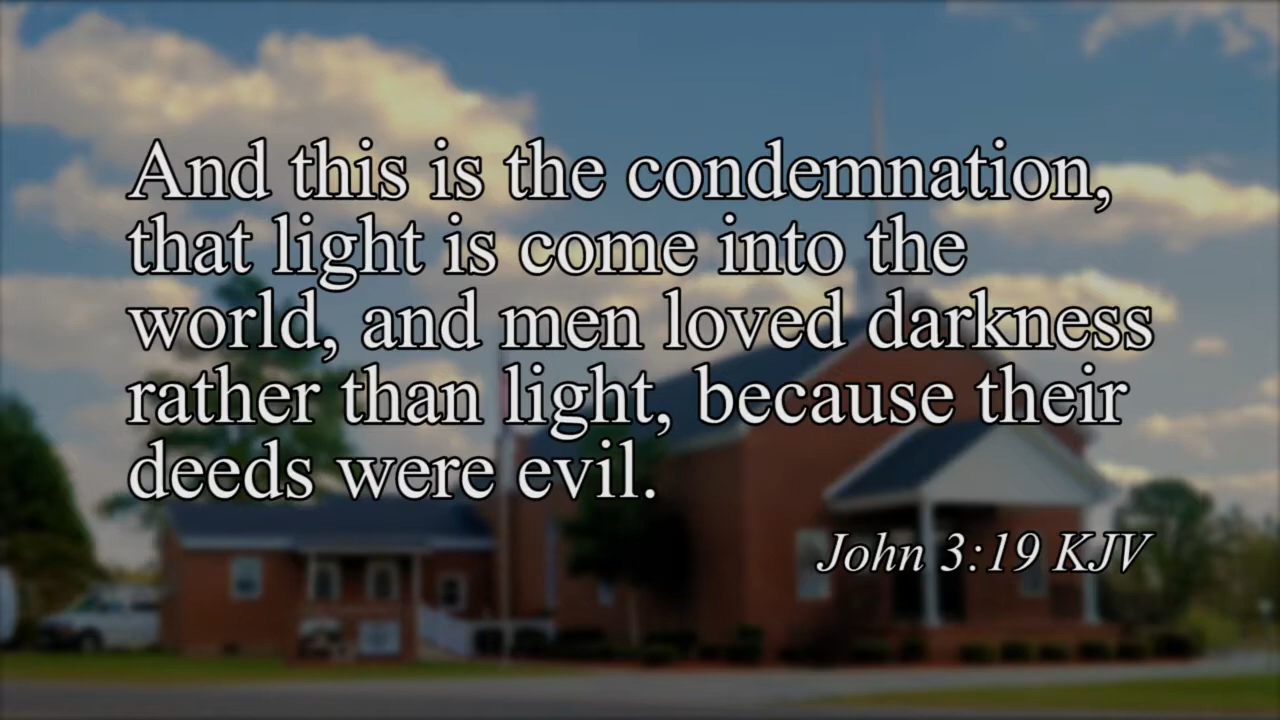 And this is the condemnation,
that light is come into the
world, and men loved darkness
rather than light, because their
deeds were evil.
John 3:19 KJV